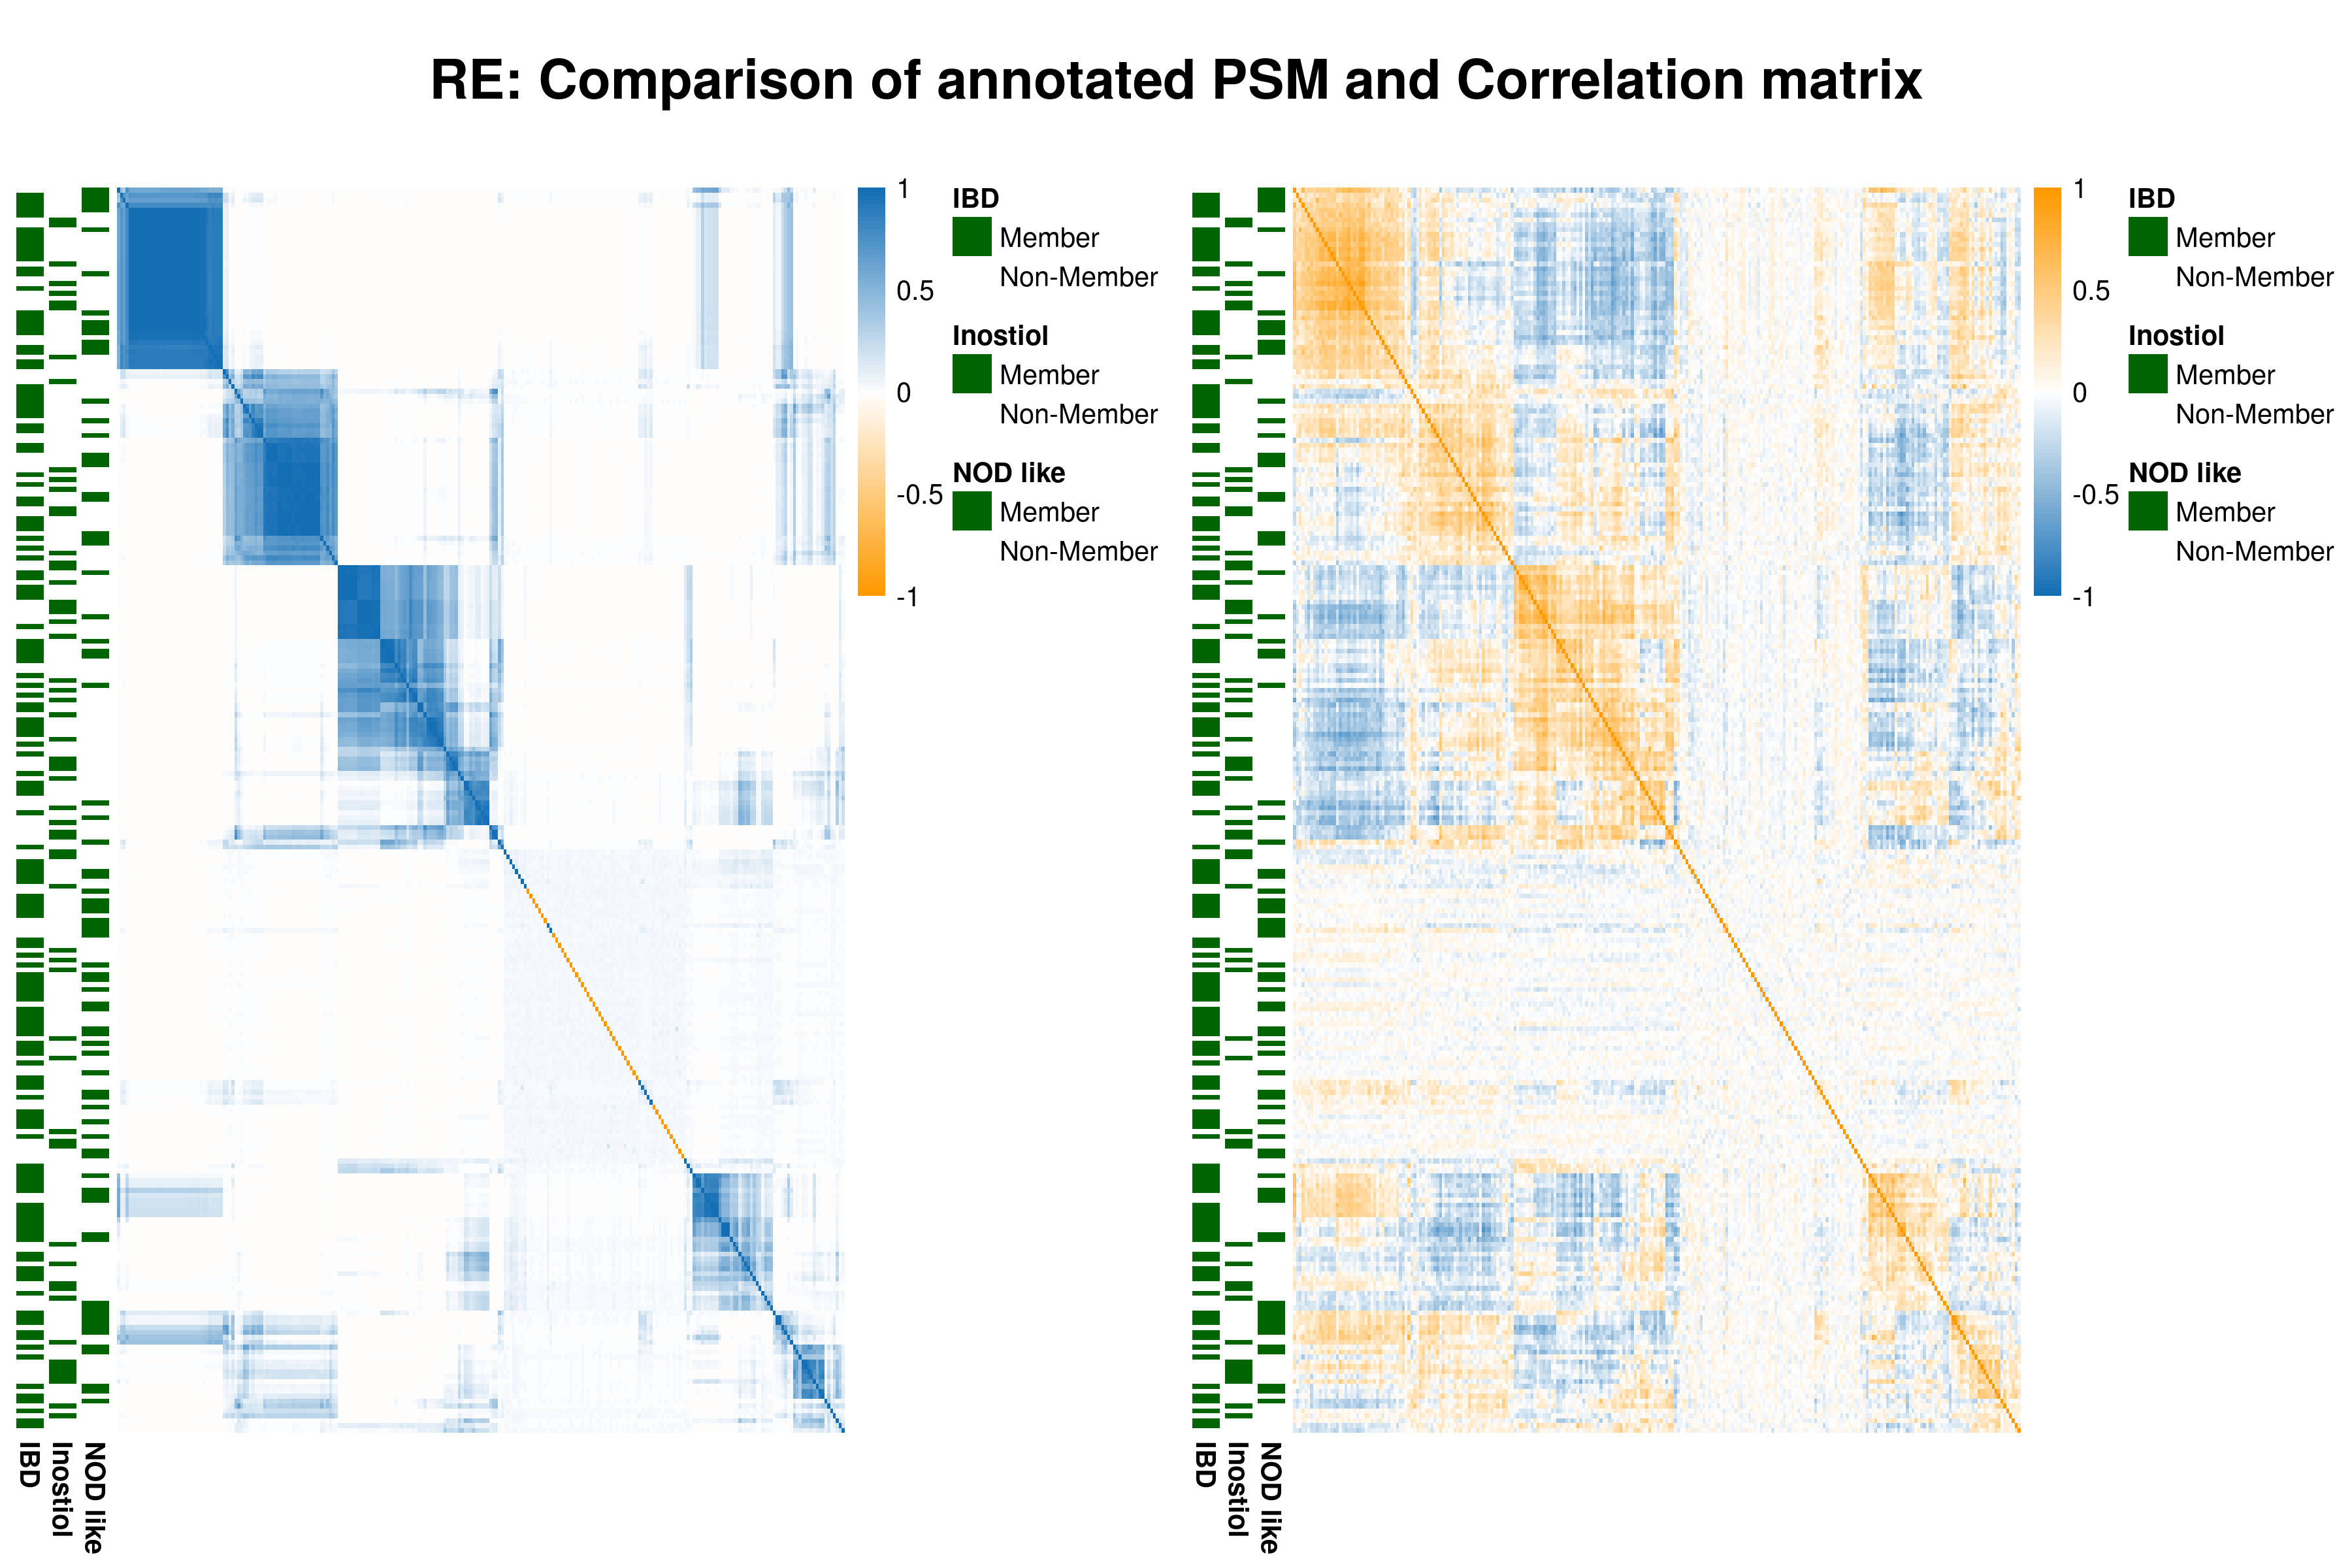 RE: Comparison of annotated PSM and Correlation matrix
1
0.5
0
-0.5
-1
IBD
Member
Non-Member
Inostiol
Member
Non-Member
NOD like
Member
Non-Member
IBD
Inostiol
NOD like
1
0.5
0
-0.5
-1
IBD
Member
Non-Member
Inostiol
Member
Non-Member
NOD like
Member
Non-Member
IBD
Inostiol
NOD like